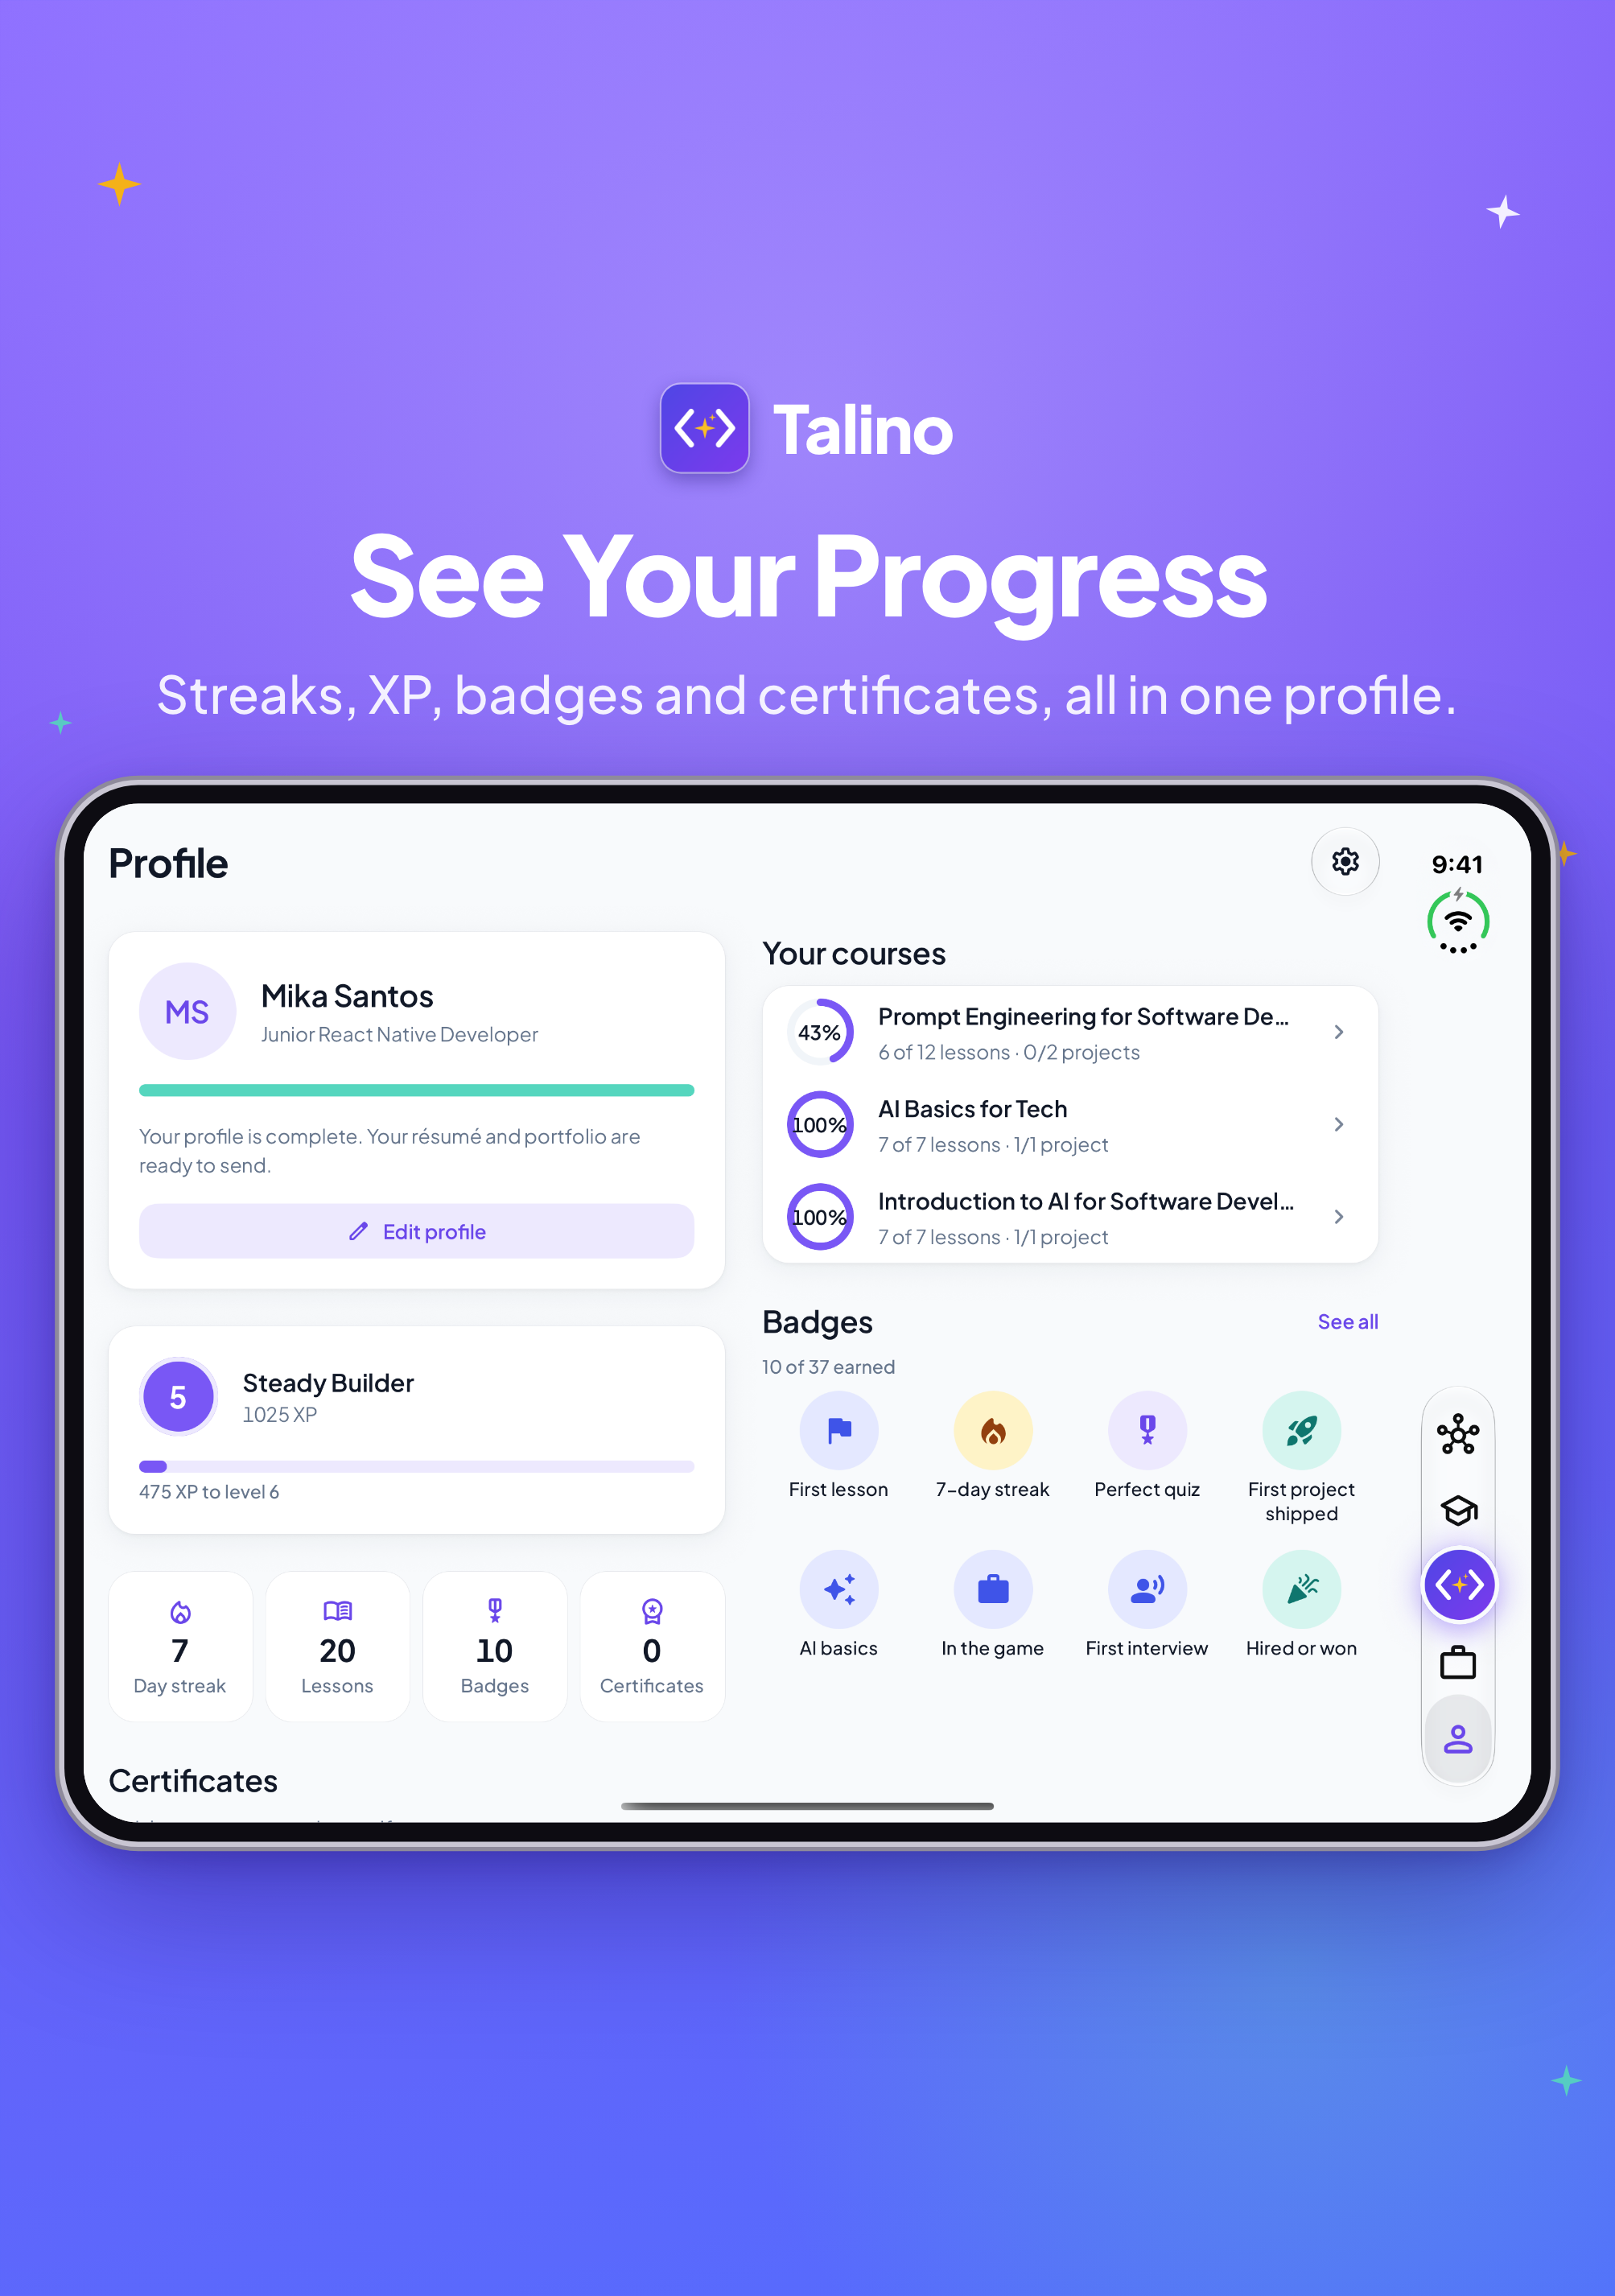 Talino
See Your Progress
Streaks, XP, badges and certificates, all in one profile.
Profile
9:41
MS
Mika Santos
Junior React Native Developer
Your profile is complete. Your résumé and portfolio are
ready to send.
Edit profile
5
Steady Builder
1025 XP
475 XP to level 6
7
Day streak
20
Lessons
10
Badges
0
Certificates
Certificates
Your courses
43%
Prompt Engineering for Software De...
6 of 12 lessons · 0/2 projects
100%
AI Basics for Tech
7 of 7 lessons · 1/1 project
100%
Introduction to AI for Software Devel...
7 of 7 lessons · 1/1 project
Badges
See all
10 of 37 earned
First lesson
7-day streak
Perfect quiz
First project
shipped
AI basics
In the game
First interview
Hired or won